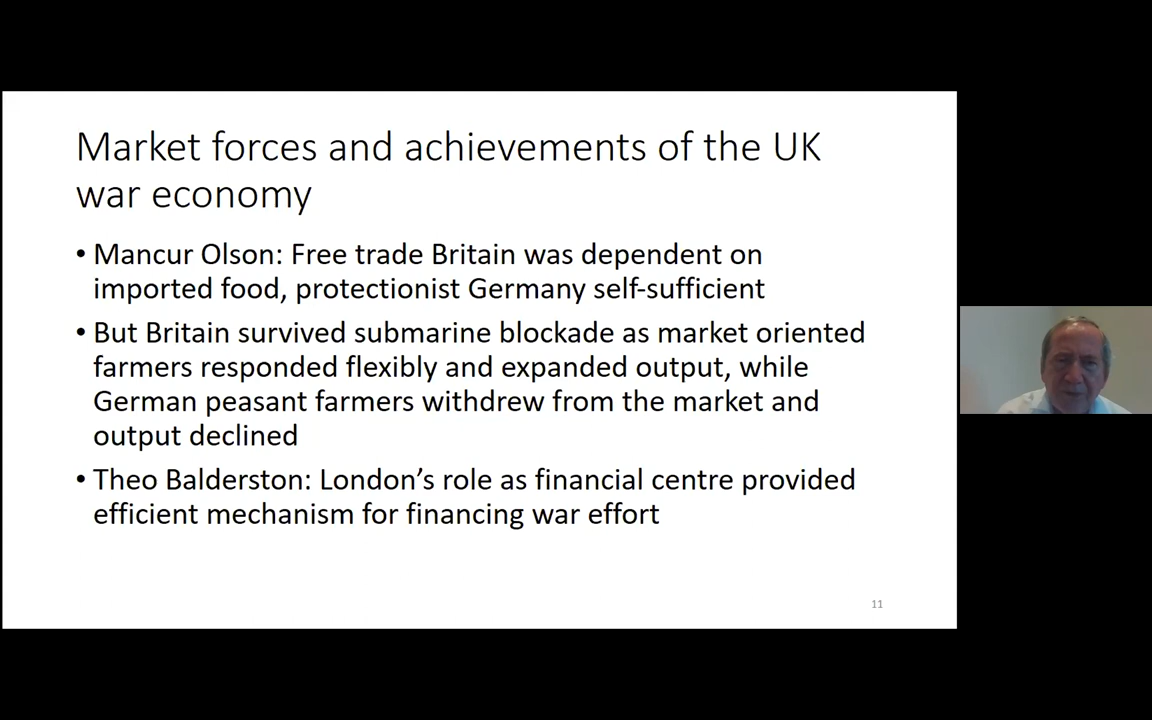 Market forces and achievements of the UK
war economy
• Mancur Olson: Free trade Britain was dependent on
imported food, protectionist Germany self-sufficient
• But Britain survived submarine blockade as market oriented
farmers responded flexibly and expanded output, while
German peasant farmers withdrew from the market and
output declined
• Theo Balderston: London’s role as financial centre provided
efficient mechanism for financing war effort
11